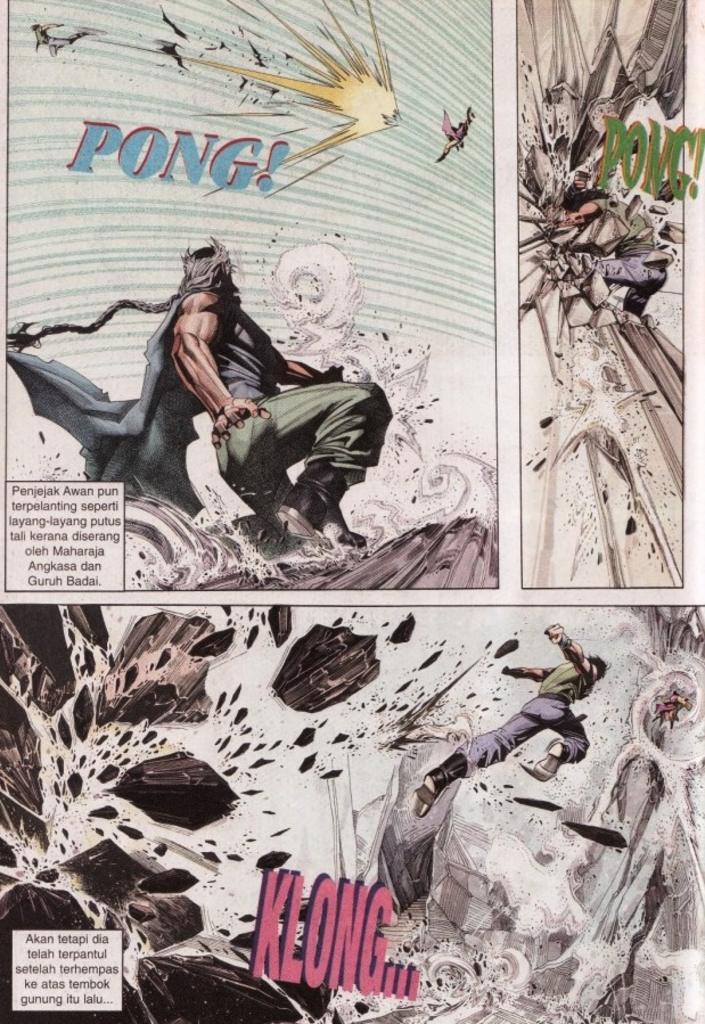 PONG!
PONG!
Penjejak Awan pun
terpelanting seperti
layang-layang putus
tali kerana diserang
oleh Maharaja
Angkasa dan
Guruh Badai.
KLONG...
Akan tetapi dia
telah terpantul
setelah terhempas
ke atas tembok
gunung itu lalu...